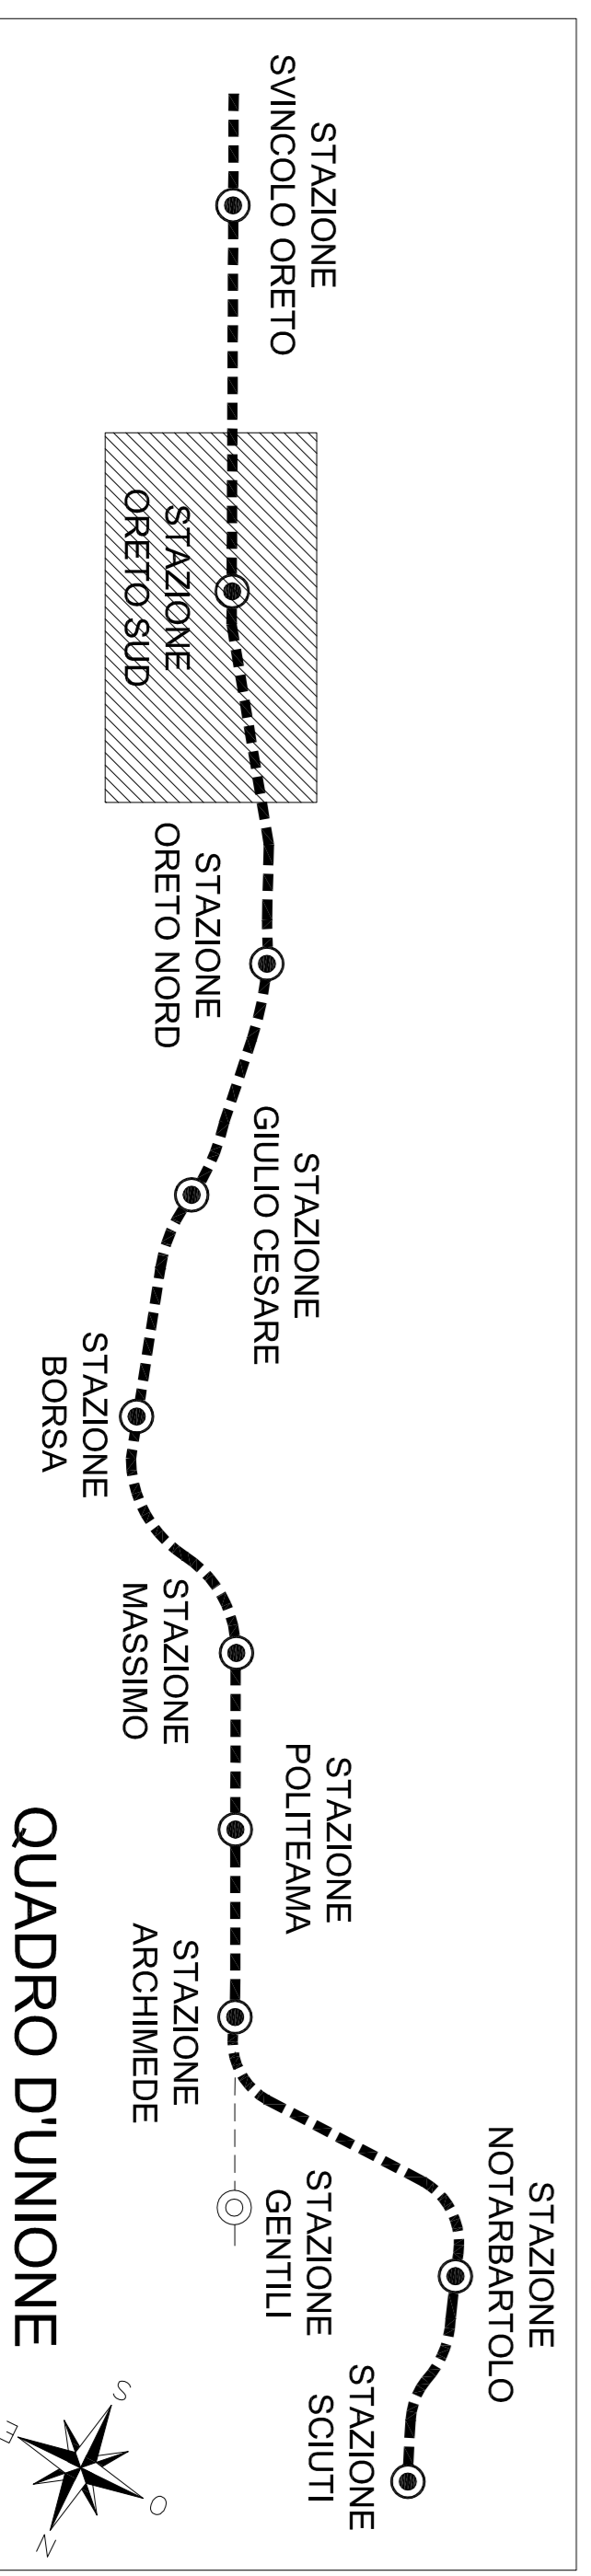 STAZIONE
SVINCOLO ORETO
STAZIONE
ORETO SUD
STAZIONE
ORETO NORD
STAZIONE
GIULIO CESARE
STAZIONE
BORSA
STAZIONE
MASSIMO
STAZIONE
POLITEAMA
STAZIONE
ARCHIMEDE
STAZIONE
GENTILI
STAZIONE
NOTARBARTOLO
STAZIONE
SCIUTI
QUADRO D'UNIONE
S
O
E
N